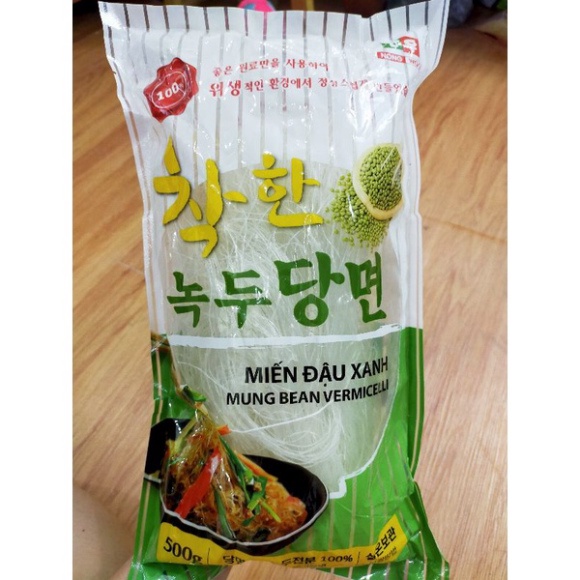 100%
좋은 원료만을 사용하여
위생적인 환경에서
착한
녹두당면
MIẾN ĐẬU XANH
MUNG BEAN VERMICELLI
500g
100%